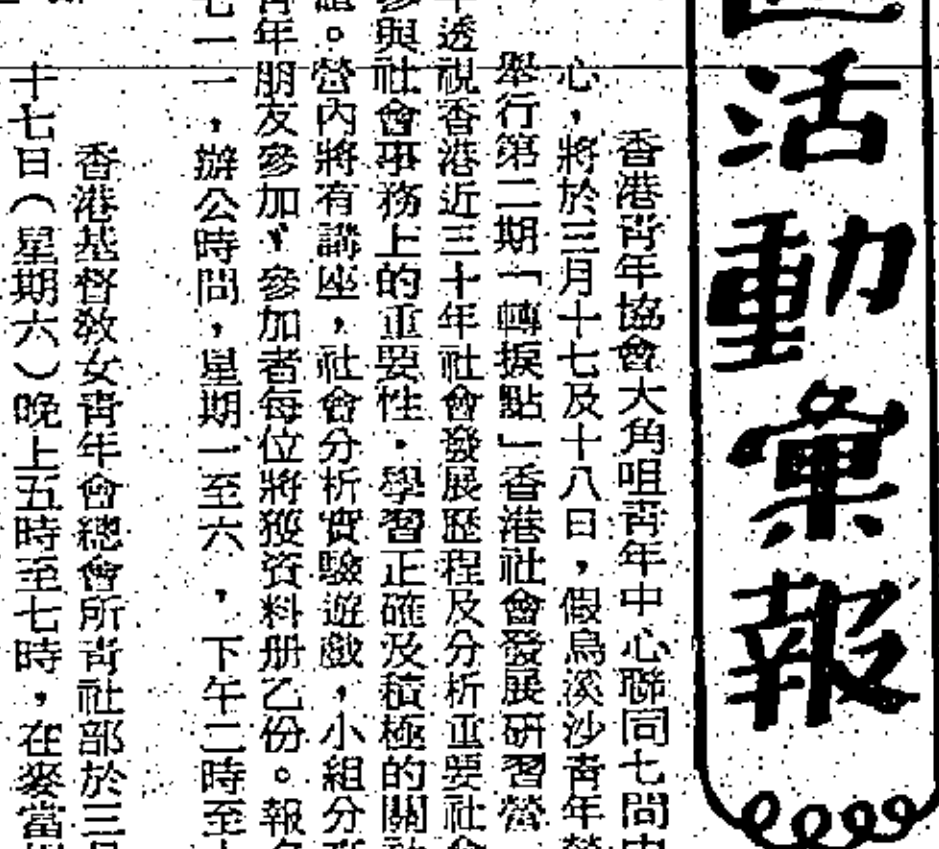 活動彙報
香港青年協會大角咀青年中心聯同七間
心，將於三月十七及十八日，假烏溪沙青年
舉行第二期「轉捩點」香港社會發展研習營
透視香港近三十年社會發展歷程及分析重要社
參與社會事務上的重要性，學習正確及積極的關
。營內將有講座，社會分析實驗遊戲，小組分
青年朋友參加，參加者每位將獲資料册乙份。報
七一一，辦公時間，星期一至六，下午二時至
香港基督敎女青年會總會所青社部於三
十七日（星期六）晚上五時至七時，在麥當